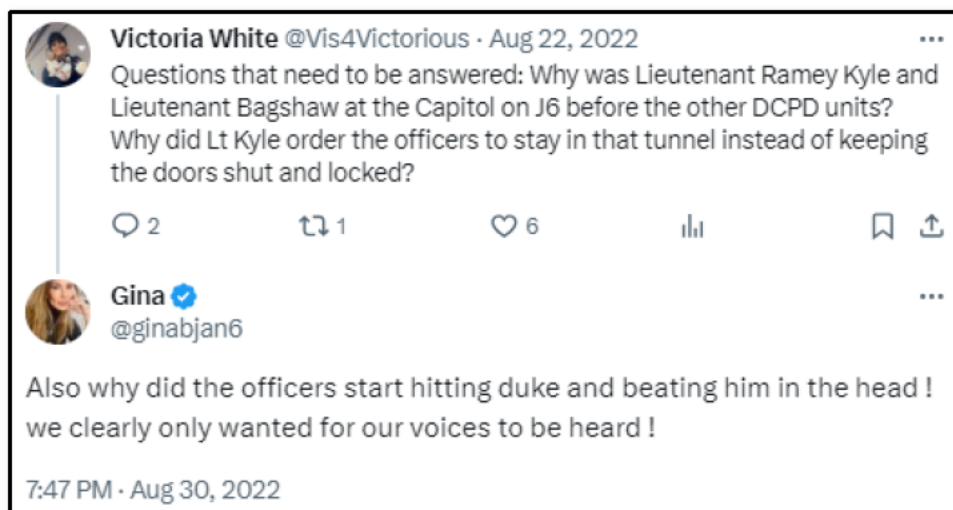 Victoria White @Vis4Victorious · Aug 22, 2022
Questions that need to be answered: Why was Lieutenant Ramey Kyle and
Lieutenant Bagshaw at the Capitol on J6 before the other DCPD units?
Why did Lt Kyle order the officers to stay in that tunnel instead of keeping
the doors shut and locked?
2 1 6
Gina
@ginabjan6
Also why did the officers start hitting duke and beating him in the head !
we clearly only wanted for our voices to be heard !
7:47 PM · Aug 30, 2022